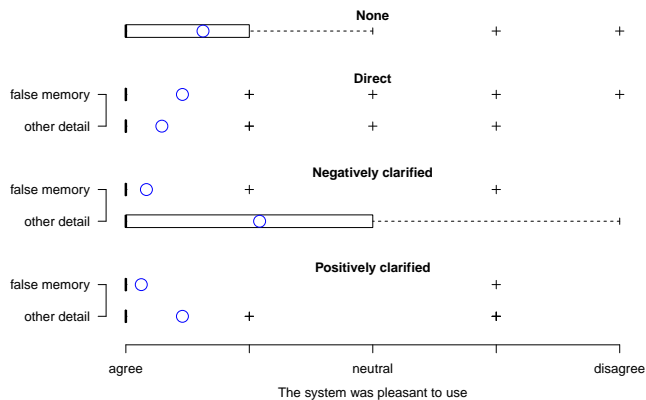 None
Direct
false memory
other detail
Negatively clarified
false memory
other detail
Positively clarified
false memory
other detail
agree neutral disagree
The system was pleasant to use